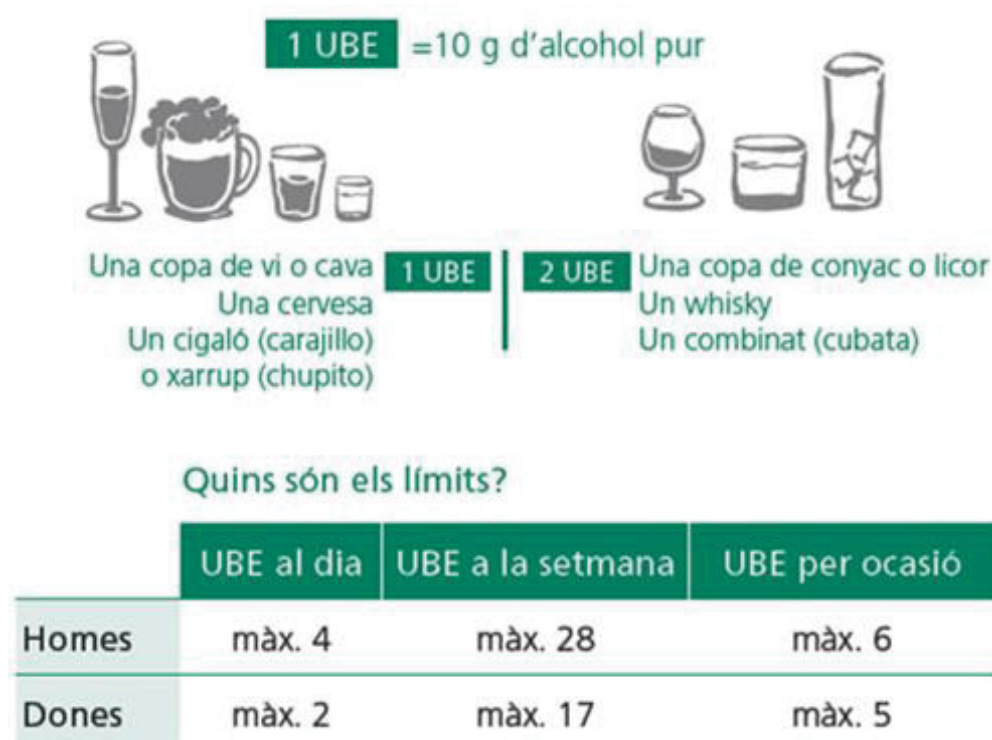 1 UBE =10 g d'alcohol pur
Una copa de vi o cava 1 UBE
Una cervesa
Un cigaló (carajillo)
o xarrup (chupito)
2 UBE Una copa de conyac o licor
Un whisky
Un combinat (cubata)
Quins són els límits?
UBE al dia UBE a la setmana UBE per ocasió
Homes màx. 4 màx. 28 màx. 6
Dones màx. 2 màx. 17 màx. 5